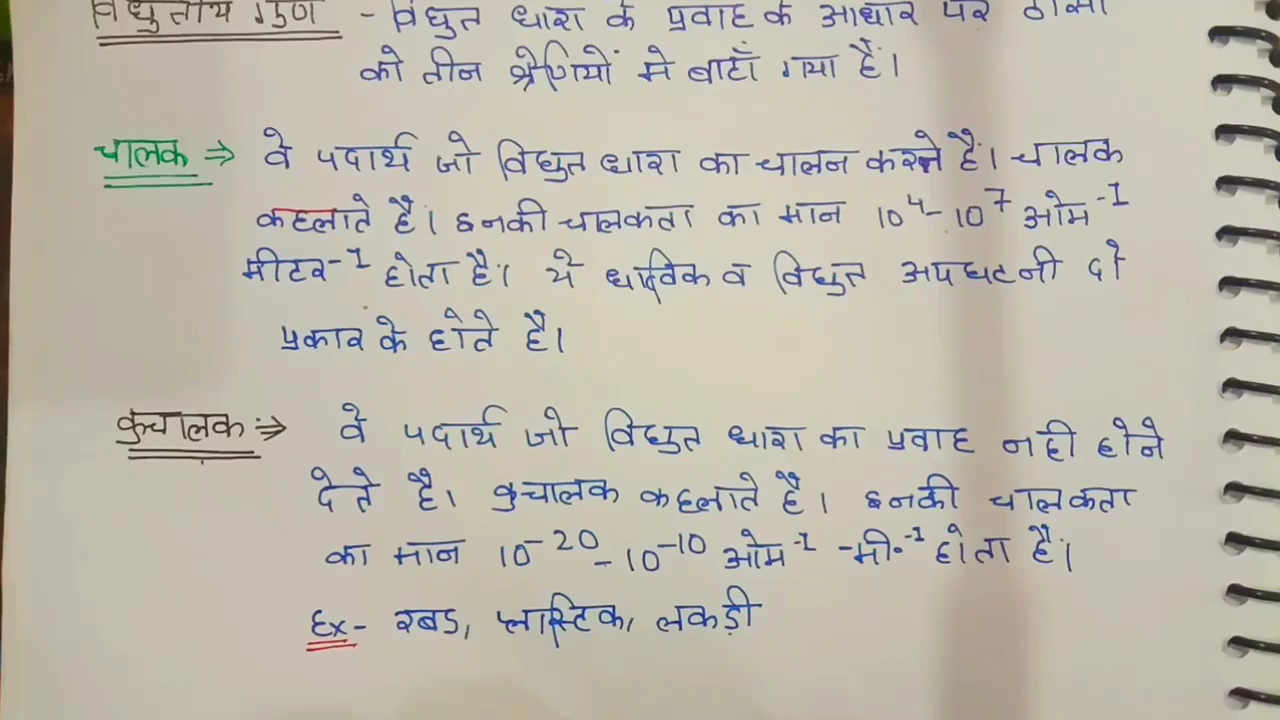 विधुतीय गुण - विधुत धारा के प्रवाह के आधार पर ठोसो
को तीन श्रेणियों मे बाटाँ गया है।
चालक ⇒ वे पदार्थ जो विधुत धारा का चालन करते है। चालक
कहलाते है। इनकी चालकता का मान 10⁴-10⁷ ओम⁻¹
मीटर⁻¹ होता है। ये धात्विक व विधुत अपघटनी दो
प्रकार के होते है।
कुचालक ⇒ वे पदार्थ जो विधुत धारा का प्रवाह नही होने
देते है। कुचालक कहलाते है। इनकी चालकता
का मान 10⁻²⁰-10⁻¹⁰ ओम⁻¹ -मी॰⁻¹ होता है।
Ex- रबड, प्लास्टिक, लकड़ी